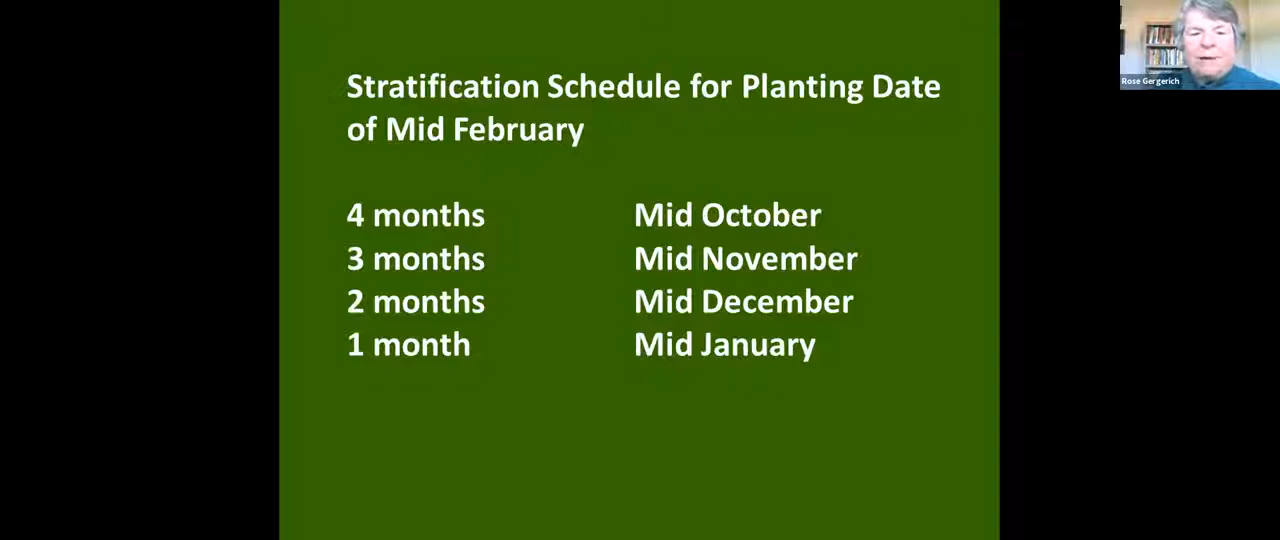 Stratification Schedule for Planting Date
of Mid February
4 months Mid October
3 months Mid November
2 months Mid December
1 month Mid January
Rose Gergerich